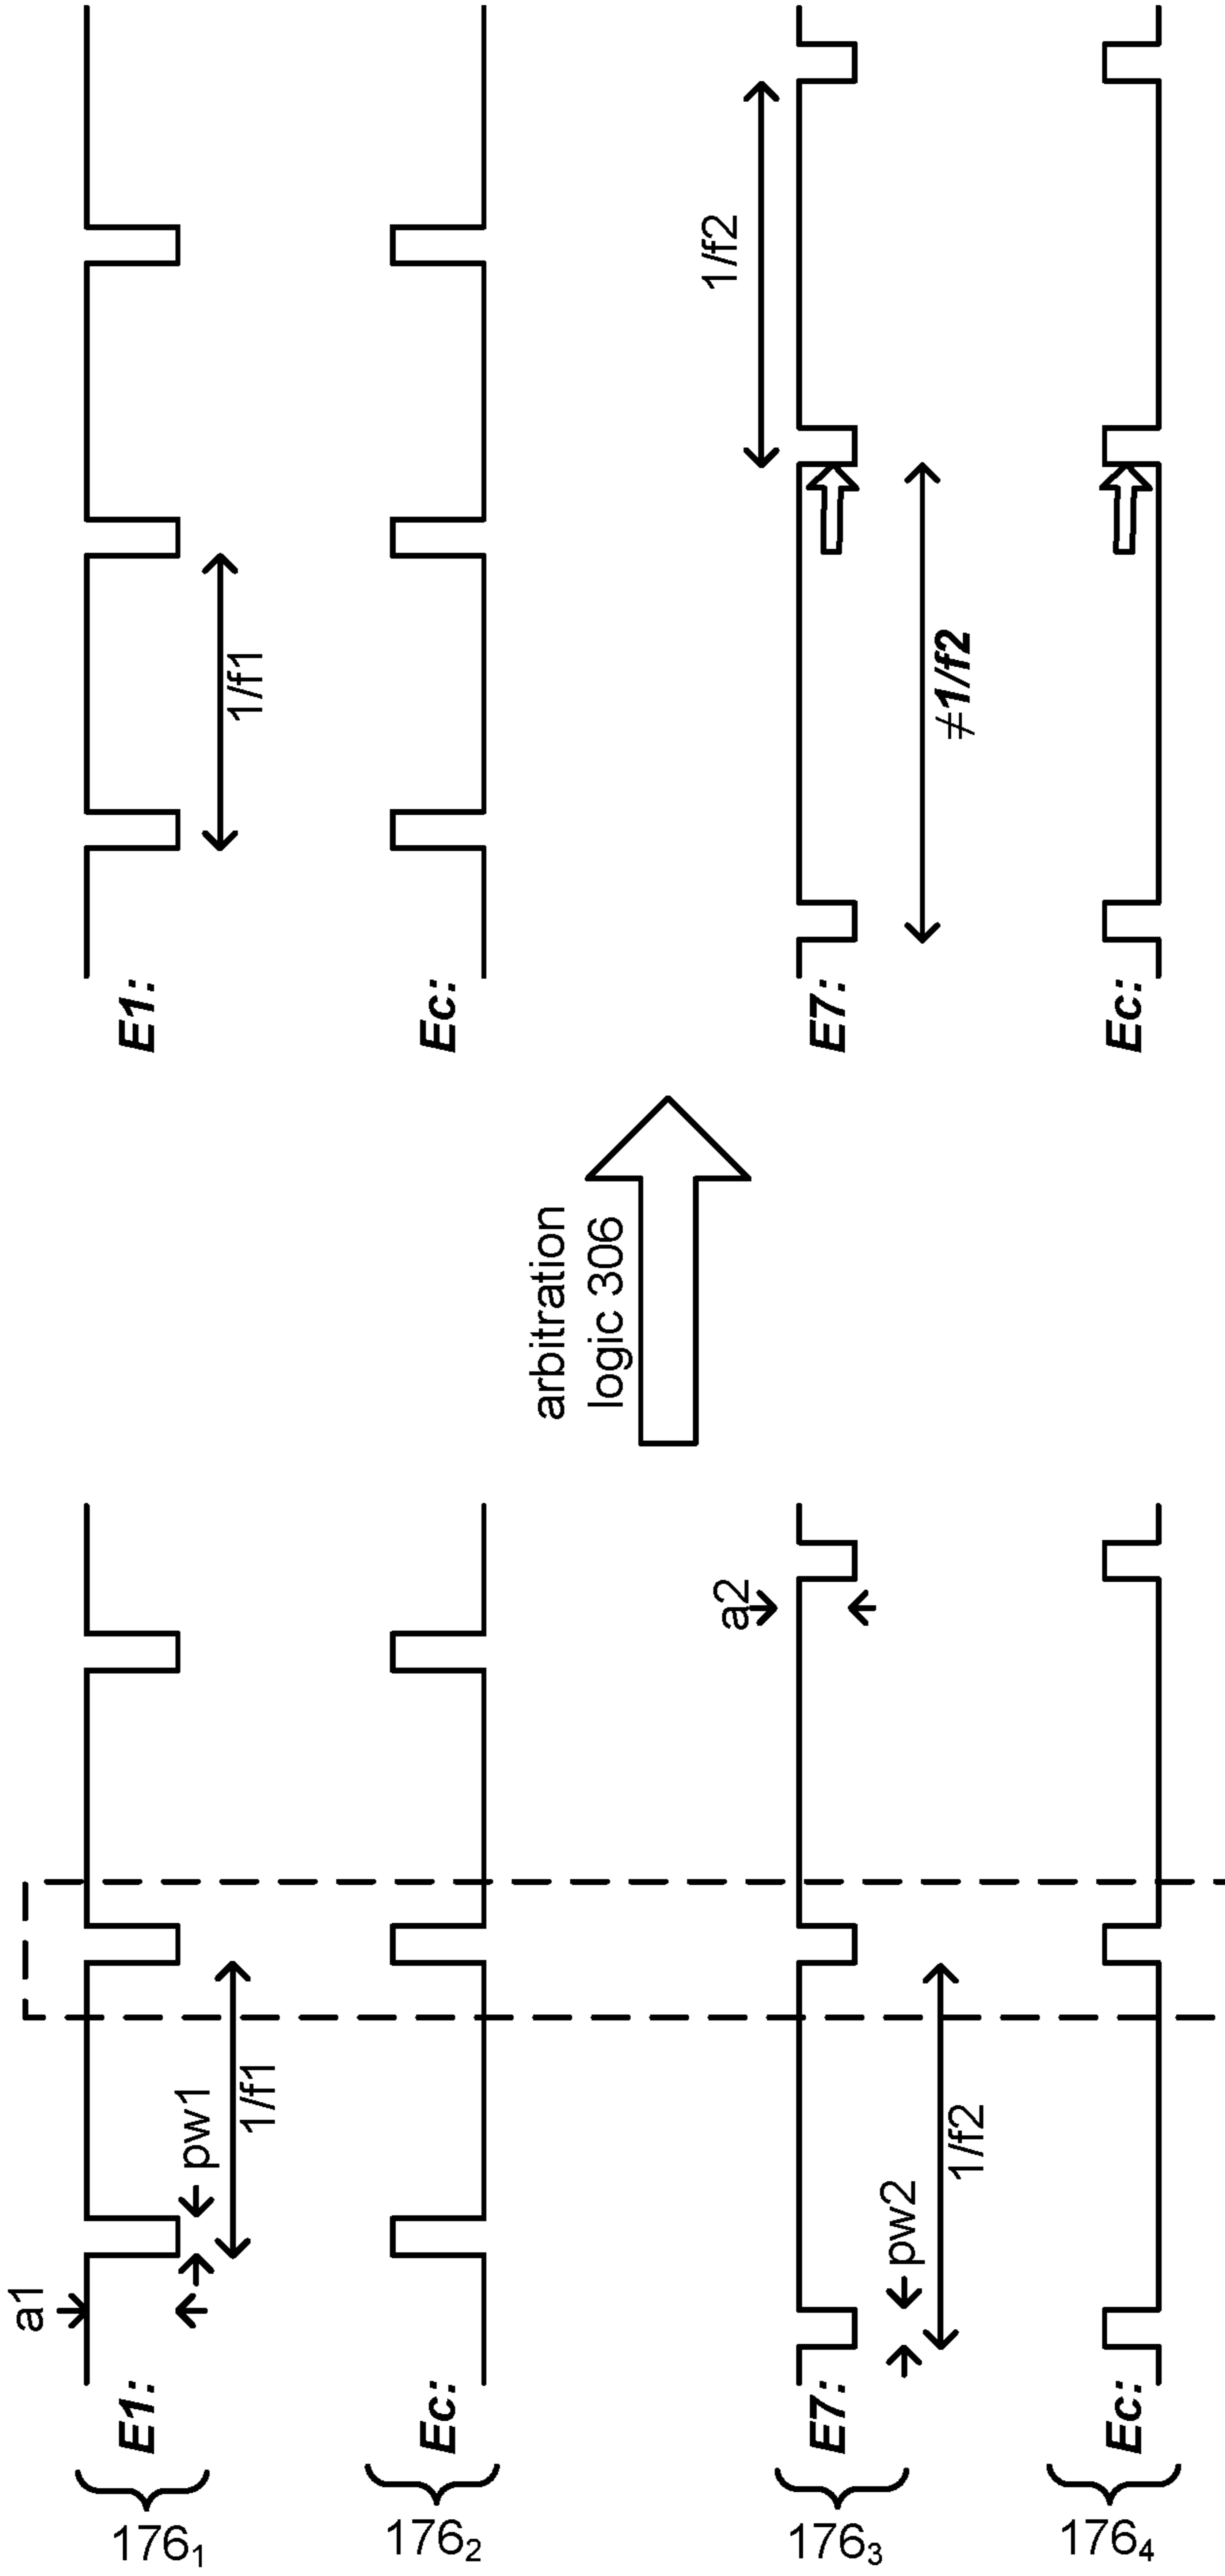 176₁
E1:
a1
pw1
1/f1
176₂
Ec:
176₃
E7:
pw2
1/f2
a2
176₄
Ec:
arbitration
logic 306
E1:
1/f1
Ec:
E7:
1/f2
≠1/f2
Ec: